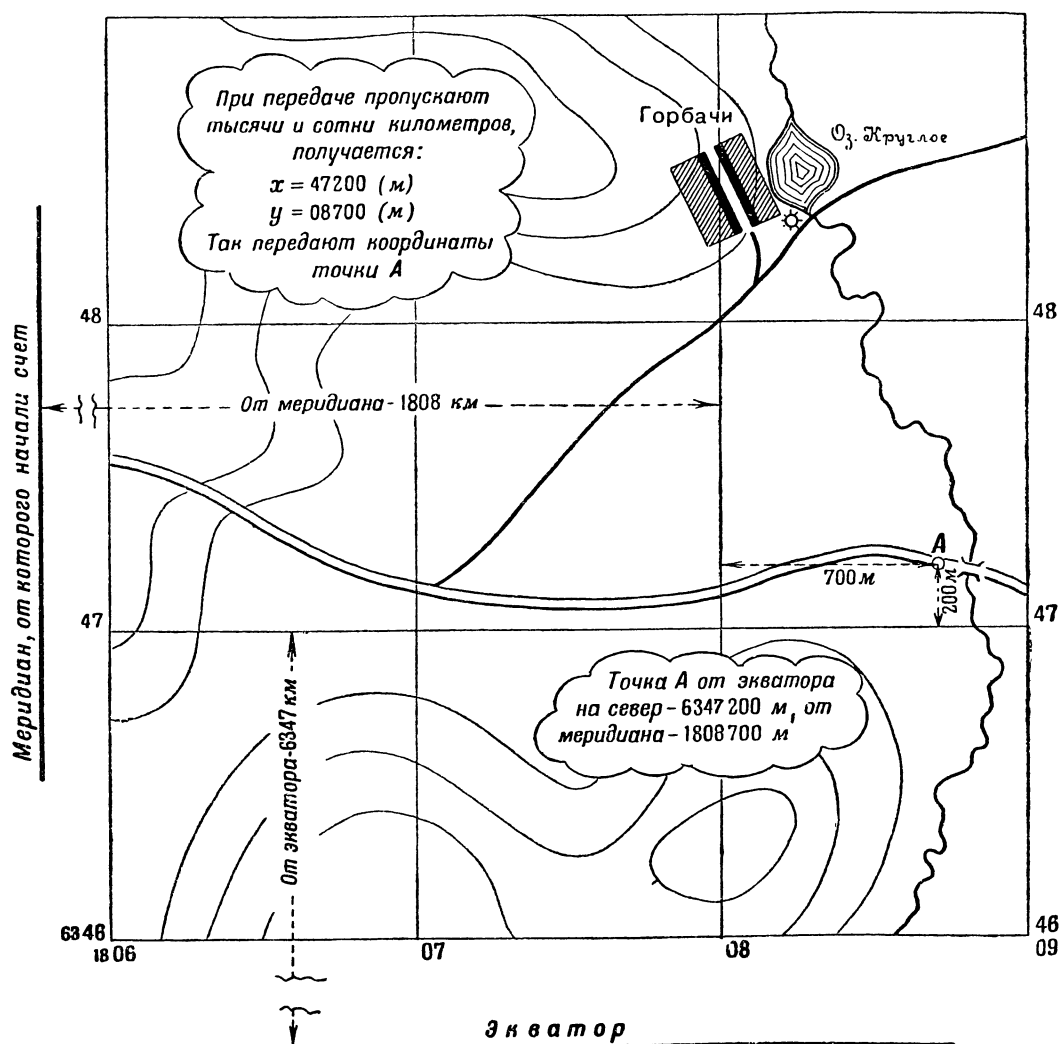 При передаче пропускают
тысячи и сотни километров,
получается:
x = 47200 (м)
y = 08700 (м)
Так передают координаты
точки А
Горбачи
Оз. Круглое
48
48
Меридиан, от которого начали счет
От меридиана - 1808 км
А
700 м
200 м
47
47
От экватора-6347 км
Точка А от экватора
на север - 6347 200 м, от
меридиана - 1808 700 м
6346
46
1806
07
08
09
Экватор